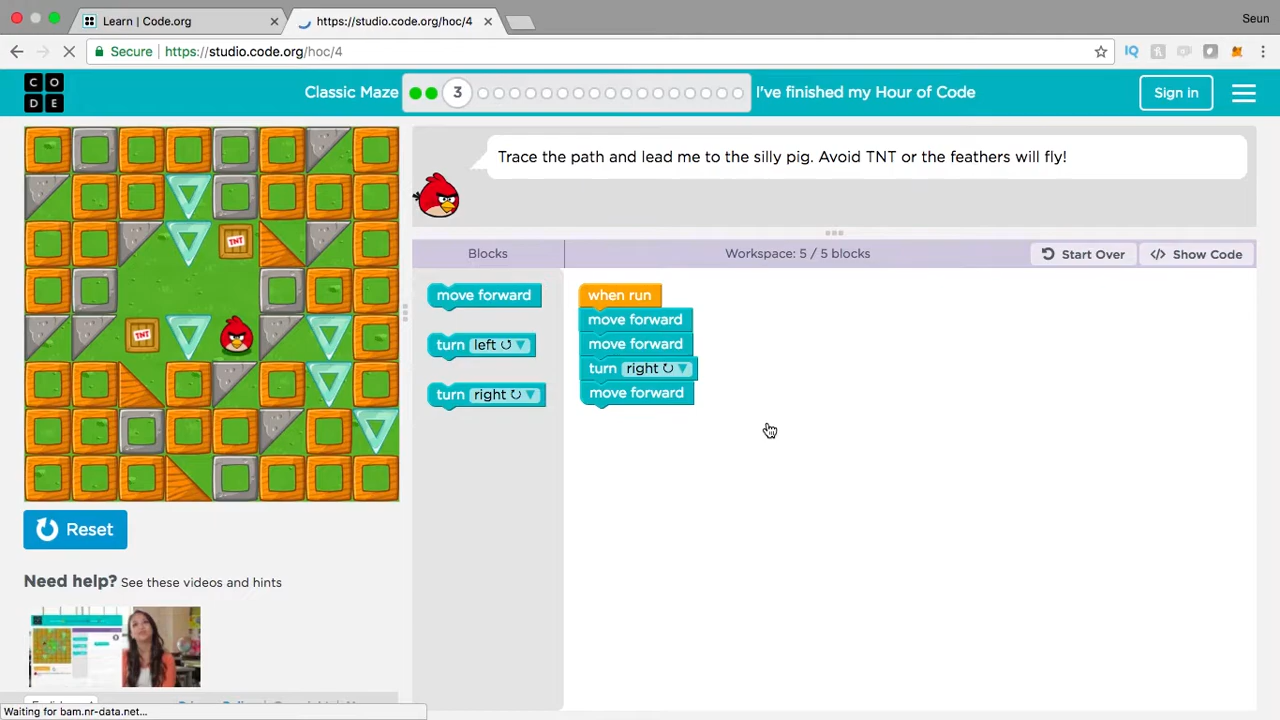 Learn | Code.org
https://studio.code.org/hoc/4
Seun
Secure
https://studio.code.org/hoc/4
IQ
CODE
Classic Maze
3
I've finished my Hour of Code
Sign in
Trace the path and lead me to the silly pig. Avoid TNT or the feathers will fly!
Blocks
Workspace: 5 / 5 blocks
Start Over
</> Show Code
move forward
turn left
turn right
when run
move forward
move forward
turn right
move forward
TNT
TNT
Reset
Need help? See these videos and hints
Waiting for bam.nr-data.net...